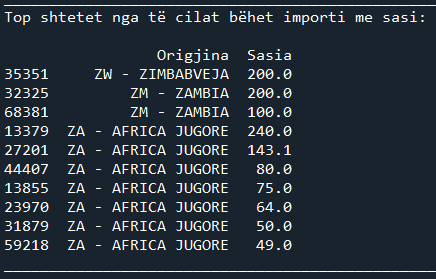 Top shtetet nga të cilat bëhet importi me sasi:
Origjina Sasia
35351 ZW - ZIMBABVEJA 200.0
32325 ZM - ZAMBIA 200.0
68381 ZM - ZAMBIA 100.0
13379 ZA - AFRICA JUGORE 240.0
27201 ZA - AFRICA JUGORE 143.1
44407 ZA - AFRICA JUGORE 80.0
13855 ZA - AFRICA JUGORE 75.0
23970 ZA - AFRICA JUGORE 64.0
31879 ZA - AFRICA JUGORE 50.0
59218 ZA - AFRICA JUGORE 49.0